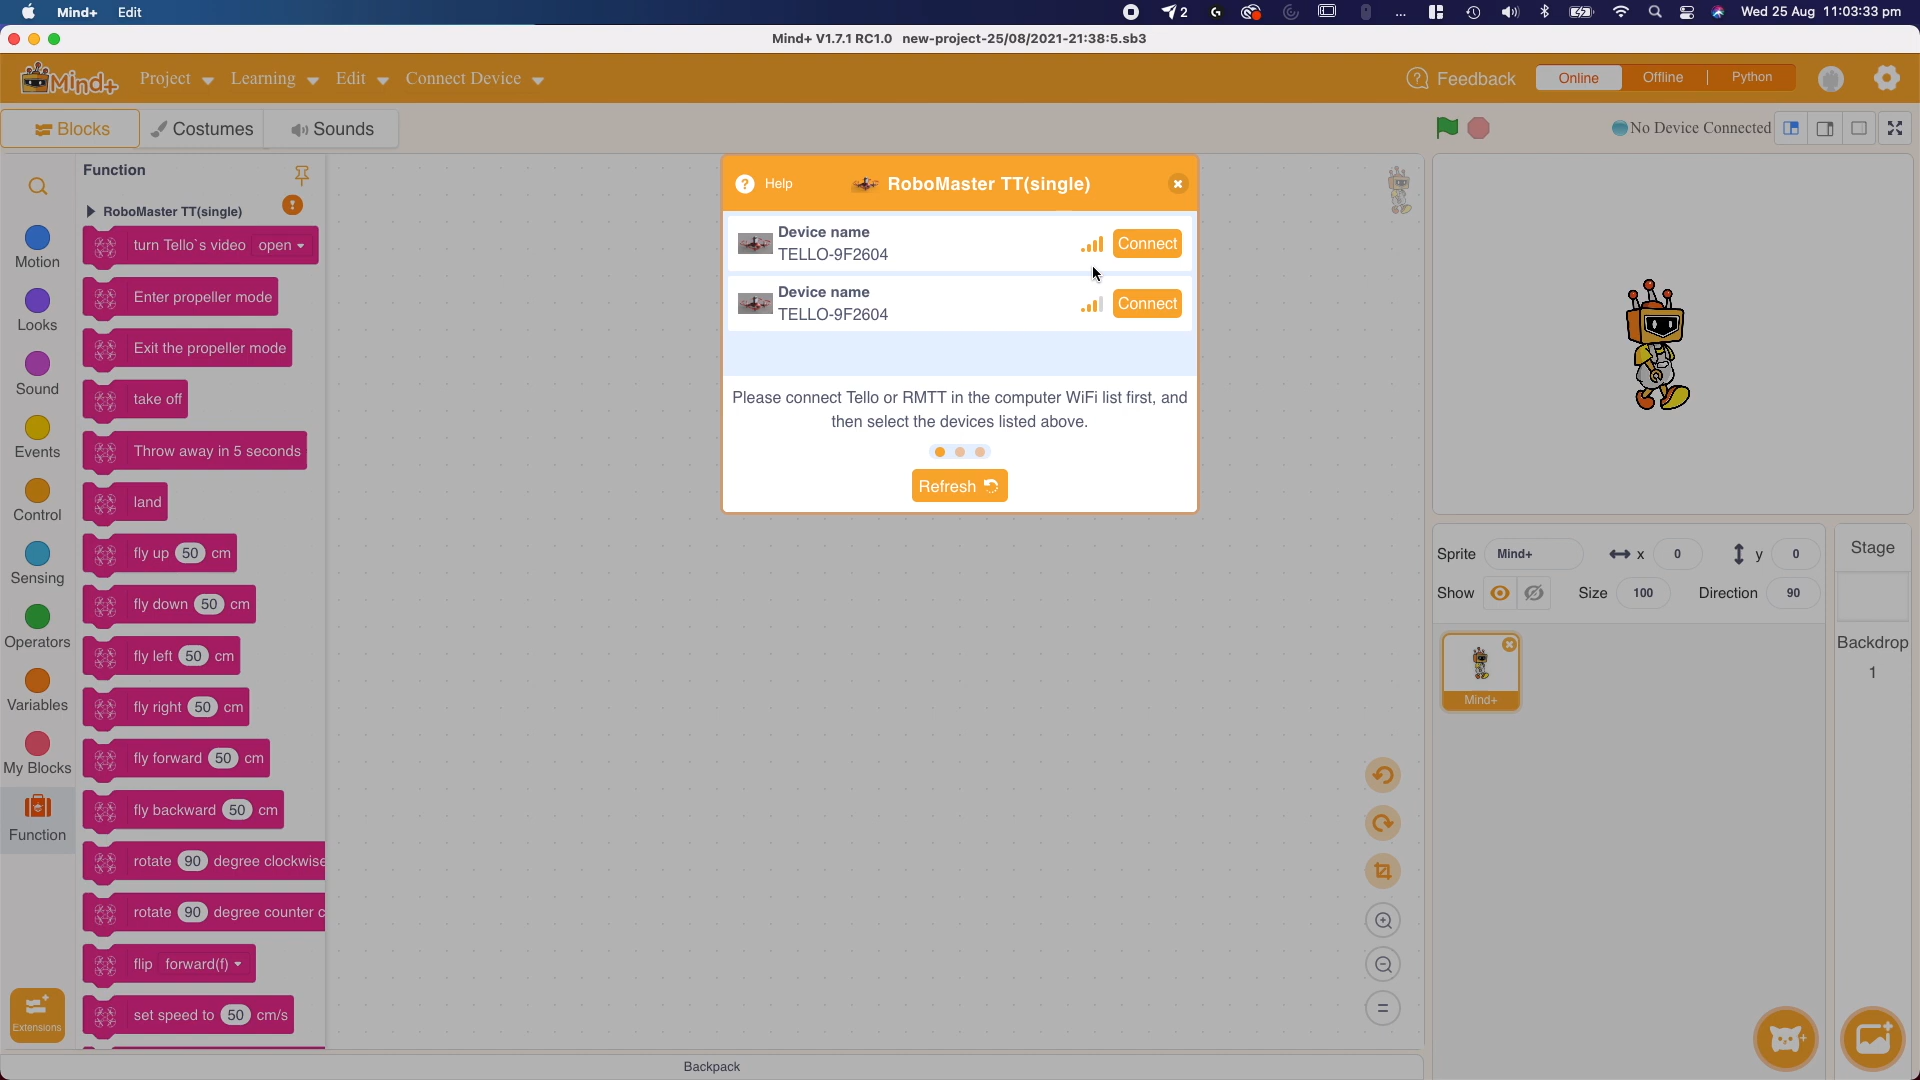 Mind+ Edit
2 ... Wed 25 Aug 11:03:33 pm
Mind+ V1.7.1 RC1.0 new-project-25/08/2021-21:38:5.sb3
Mind+ Project Learning Edit Connect Device
? Feedback Online Offline Python
Blocks Costumes Sounds
No Device Connected
Function
RoboMaster TT(single) !
Motion
Looks
Sound
Events
Control
Sensing
Operators
Variables
My Blocks
Function
Extensions
turn Tello`s video open
Enter propeller mode
Exit the propeller mode
take off
Throw away in 5 seconds
land
fly up 50 cm
fly down 50 cm
fly left 50 cm
fly right 50 cm
fly forward 50 cm
fly backward 50 cm
rotate 90 degree clockwise
rotate 90 degree counter c
flip forward(f)
set speed to 50 cm/s
? Help RoboMaster TT(single)
Device name
TELLO-9F2604
Connect
Device name
TELLO-9F2604
Connect
Please connect Tello or RMTT in the computer WiFi list first, and
then select the devices listed above.
Refresh
Sprite Mind+ x 0 y 0
Show Size 100 Direction 90
Mind+
Stage
Backdrop
1
Backpack